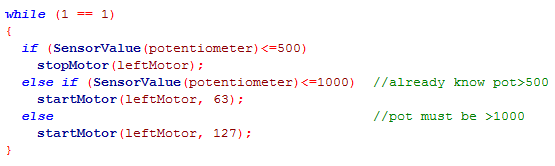 while (1 == 1)
{
if (SensorValue(potentiometer)<=500)
stopMotor(leftMotor);
else if (SensorValue(potentiometer)<=1000) //already know pot>500
startMotor(leftMotor, 63);
else //pot must be >1000
startMotor(leftMotor, 127);
}